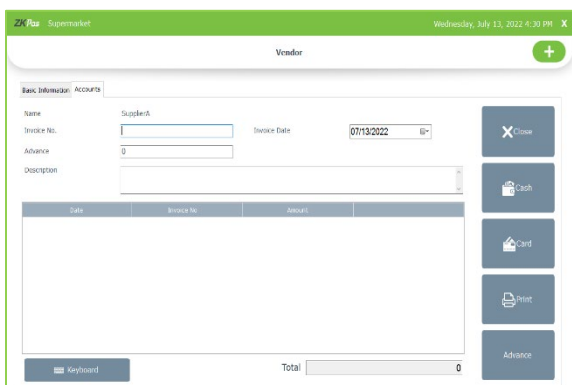 ZKPos Supermarket Wednesday, July 13, 2022 4:30 PM X
Vendor
Basic Information Accounts
Name SupplierA
Invoice No. Invoice Date 07/13/2022
Advance 0
Description
Date Invoice No Amount
Close
Cash
Card
Print
Advance
Keyboard Total 0